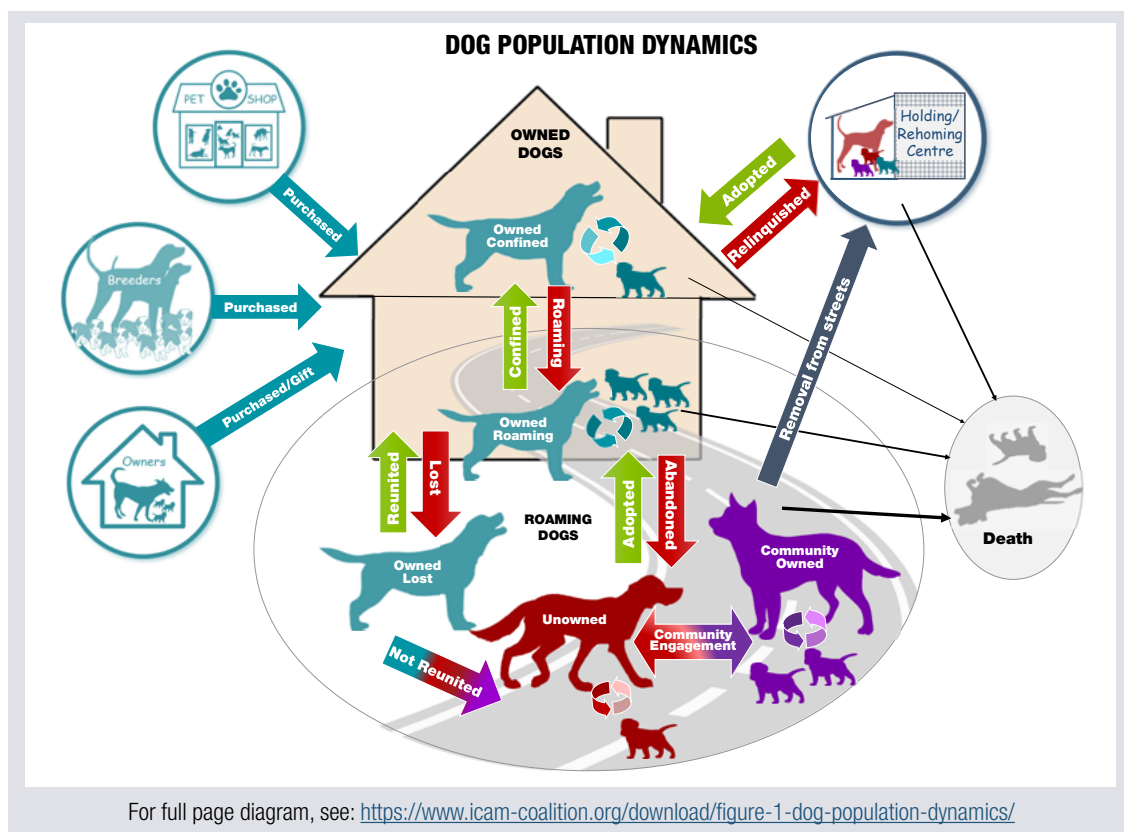 DOG POPULATION DYNAMICS
PET SHOP
Purchased
Breeders
Purchased
Owners
Purchased/Gift
OWNED
DOGS
Owned
Confined
Confined
Roaming
Owned
Roaming
Adopted
Relinquished
Holding/
Rehoming
Centre
Removal from streets
Death
Reunited
Lost
ROAMING
DOGS
Adopted
Abandoned
Owned
Lost
Not Reunited
Unowned
Community
Engagement
Community
Owned
For full page diagram, see: https://www.icam-coalition.org/download/figure-1-dog-population-dynamics/